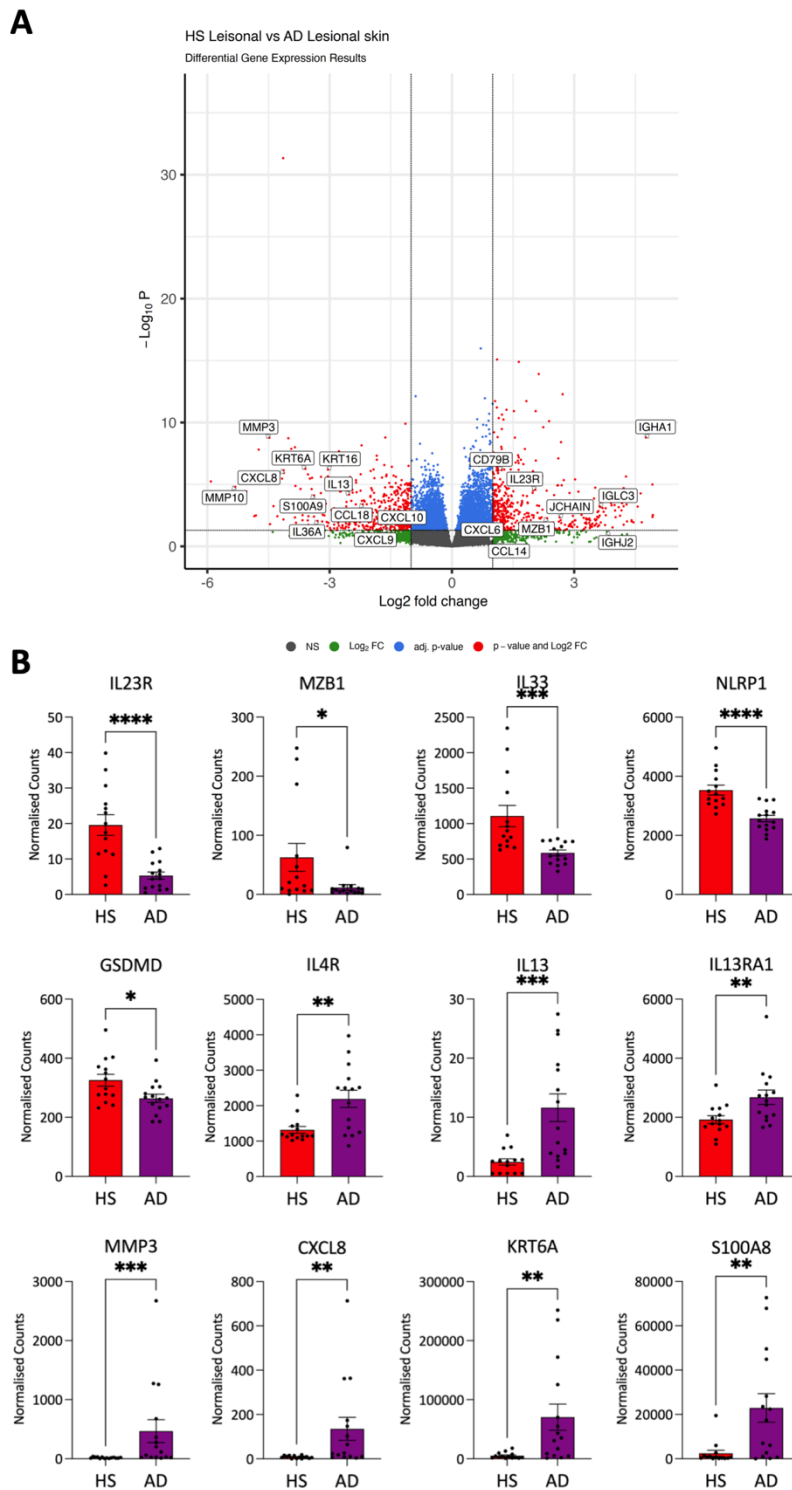 A
HS Leisonal vs AD Lesional skin
Differential Gene Expression Results
30
20
10
0
− Log10 P
MMP3
IGHA1
KRT6A
KRT16
CD79B
CXCL8
IL13
IL23R
MMP10
IGLC3
S100A9
JCHAIN
CCL18
CXCL10
IL36A
CXCL6
MZB1
CXCL9
IGHJ2
CCL14
-6
-3
0
3
Log2 fold change
NS
Log2 FC
adj. p-value
p − value and Log2 FC
B
IL23R
MZB1
IL33
NLRP1
****
*
***
****
Normalised Counts
50
40
30
20
10
0
HS
AD
Normalised Counts
300
200
100
0
HS
AD
Normalised Counts
2500
2000
1500
1000
500
0
HS
AD
Normalised Counts
6000
4000
2000
0
HS
AD
GSDMD
IL4R
IL13
IL13RA1
*
**
***
**
Normalised Counts
600
400
200
0
HS
AD
Normalised Counts
5000
4000
3000
2000
1000
0
HS
AD
Normalised Counts
30
20
10
0
HS
AD
Normalised Counts
6000
4000
2000
0
HS
AD
MMP3
CXCL8
KRT6A
S100A8
***
**
**
**
Normalised Counts
3000
2000
1000
0
HS
AD
Normalised Counts
800
600
400
200
0
HS
AD
Normalised Counts
300000
200000
100000
0
HS
AD
Normalised Counts
80000
60000
40000
20000
0
HS
AD